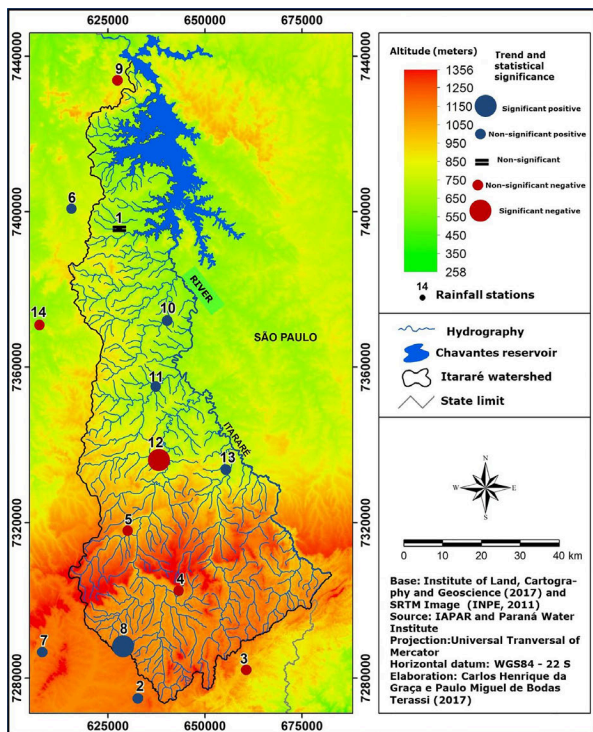 625000 650000 675000
7440000
7400000
7360000
7320000
7280000
9
6
1
14
10
RIVER
SÃO PAULO
11
ITARARÉ
12
13
5
4
8
7
3
2
7440000
7400000
7360000
7320000
7280000
625000 650000 675000
Altitude (meters)
1356
1250
1150
1050
950
850
750
650
550
450
350
258
Trend and
statistical
significance
Significant positive
Non-significant positive
Non-significant
Non-significant negative
Significant negative
14
Rainfall stations
Hydrography
Chavantes reservoir
Itararé watershed
State limit
N
W E
S
0 10 20 30 40 km
Base: Institute of Land, Cartogra-
phy and Geoscience (2017) and
SRTM Image (INPE, 2011)
Source: IAPAR and Paraná Water
Institute
Projection:Universal Tranversal of
Mercator
Horizontal datum: WGS84 - 22 S
Elaboration: Carlos Henrique da
Graça e Paulo Miguel de Bodas
Terassi (2017)